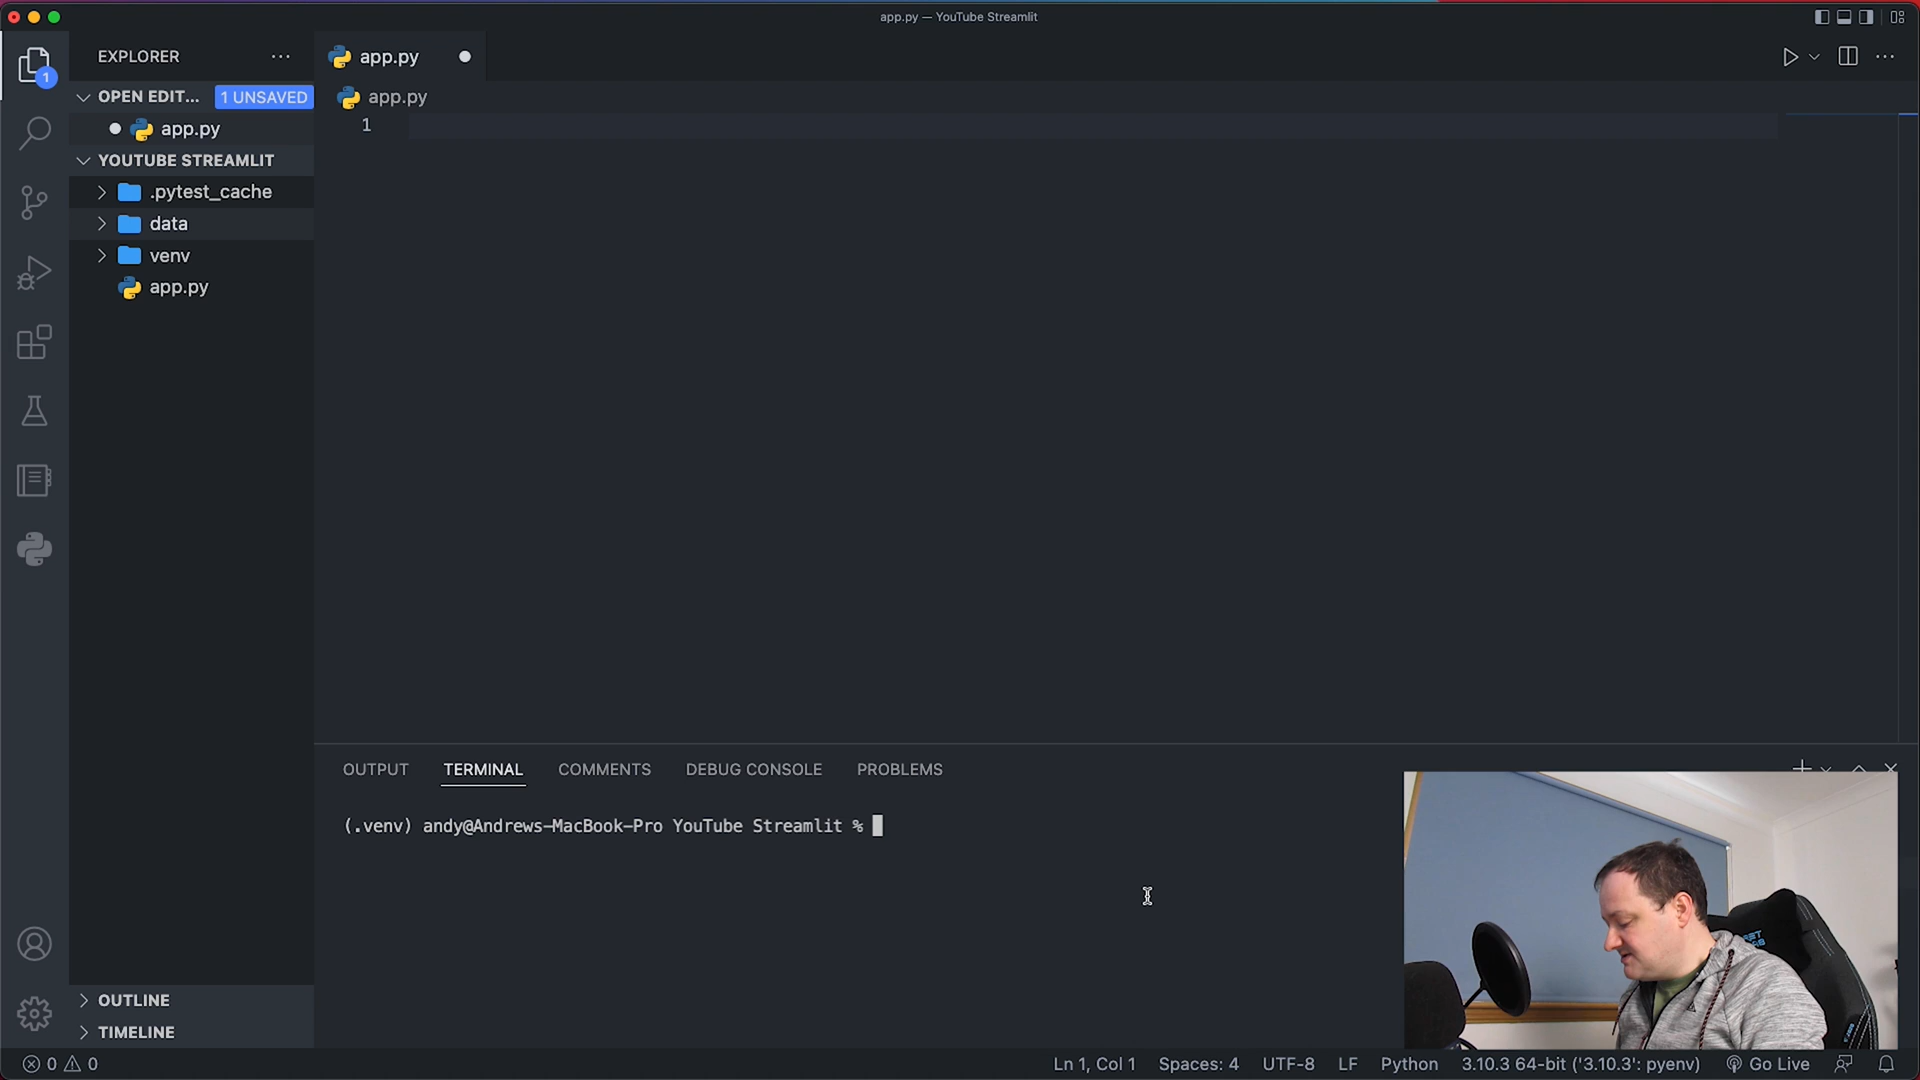 app.py — YouTube Streamlit
1
EXPLORER
app.py
OPEN EDIT... 1 UNSAVED
app.py
app.py
1
YOUTUBE STREAMLIT
.pytest_cache
data
venv
app.py
OUTPUT TERMINAL COMMENTS DEBUG CONSOLE PROBLEMS
(.venv) andy@Andrews-MacBook-Pro YouTube Streamlit %
OUTLINE
TIMELINE
0 0 Ln 1, Col 1 Spaces: 4 UTF-8 LF Python 3.10.3 64-bit ('3.10.3': pyenv) Go Live